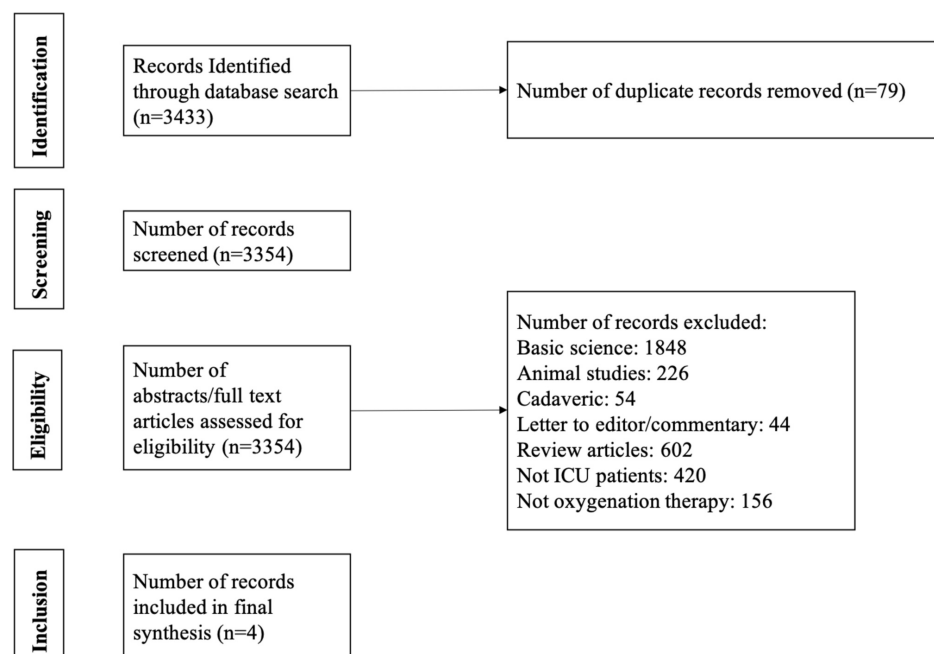 Identification
Records Identified
through database search
(n=3433)
Number of duplicate records removed (n=79)
Screening
Number of records
screened (n=3354)
Eligibility
Number of
abstracts/full text
articles assessed for
eligibility (n=3354)
Number of records excluded:
Basic science: 1848
Animal studies: 226
Cadaveric: 54
Letter to editor/commentary: 44
Review articles: 602
Not ICU patients: 420
Not oxygenation therapy: 156
Inclusion
Number of records
included in final
synthesis (n=4)